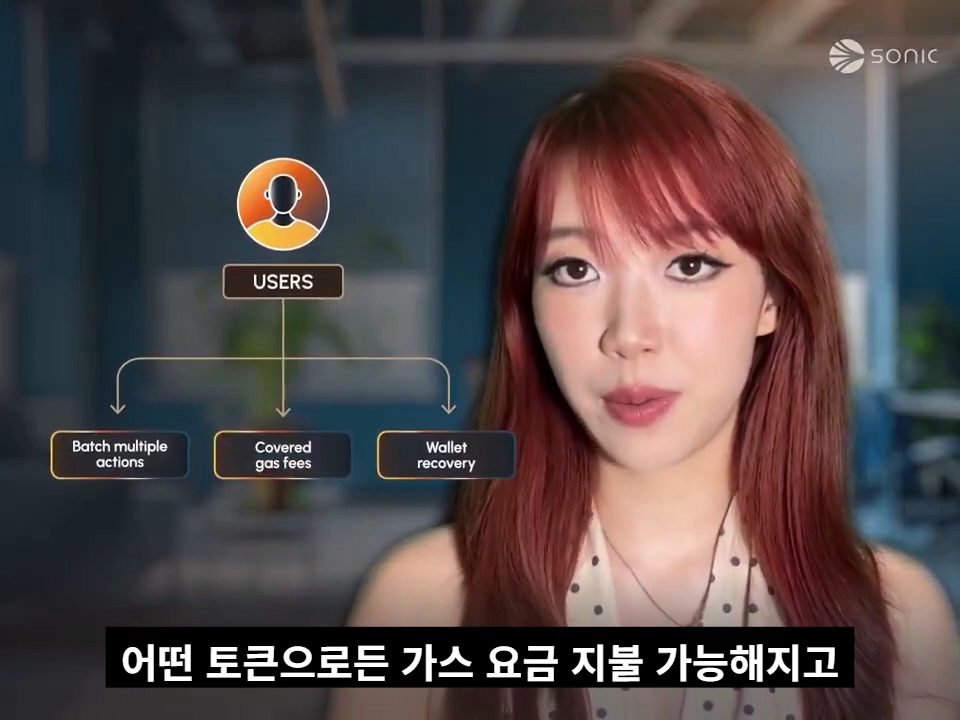 SONIC
USERS
Batch multiple
actions
Covered
gas fees
Wallet
recovery
어떤 토큰으로든 가스 요금 지불 가능해지고